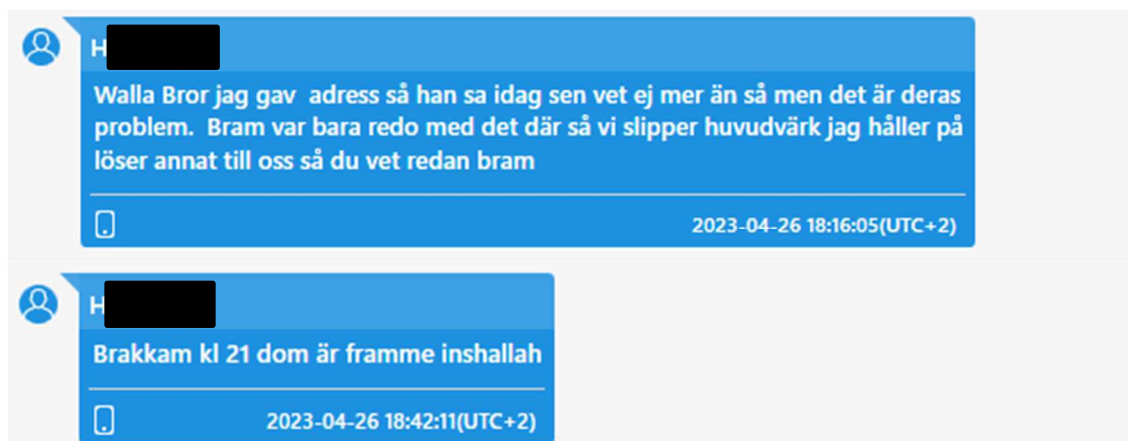 H
Walla Bror jag gav adress så han sa idag sen vet ej mer än så men det är deras
problem. Bram var bara redo med det där så vi slipper huvudvärk jag håller på
löser annat till oss så du vet redan bram
2023-04-26 18:16:05(UTC+2)
H
Brakkam kl 21 dom är framme inshallah
2023-04-26 18:42:11(UTC+2)